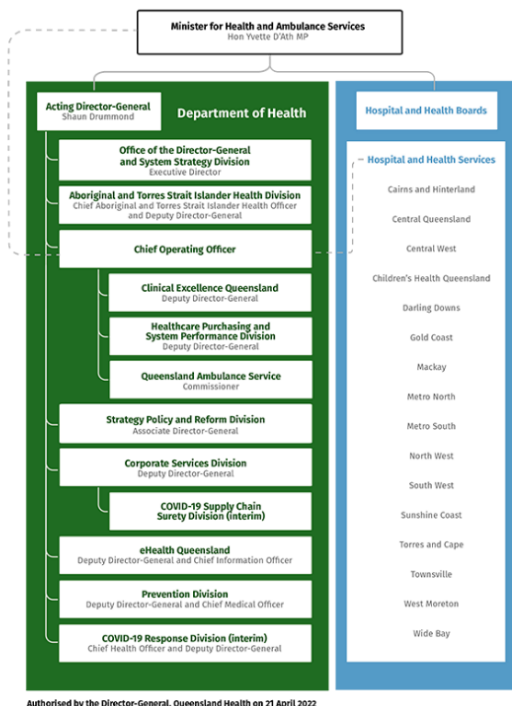 Minister for Health and Ambulance Services
Hon Yvette D'Ath MP
Acting Director-General
Shaun Drummond
Department of Health
Office of the Director-General
and System Strategy Division
Executive Director
Aboriginal and Torres Strait Islander Health Division
Chief Aboriginal and Torres Strait Islander Health Officer
and Deputy Director-General
Chief Operating Officer
Clinical Excellence Queensland
Deputy Director-General
Healthcare Purchasing and
System Performance Division
Deputy Director-General
Queensland Ambulance Service
Commissioner
Strategy Policy and Reform Division
Associate Director-General
Corporate Services Division
Deputy Director-General
COVID-19 Supply Chain
Surety Division (interim)
eHealth Queensland
Deputy Director-General and Chief Information Officer
Prevention Division
Deputy Director-General and Chief Medical Officer
COVID-19 Response Division (interim)
Chief Health Officer and Deputy Director-General
Hospital and Health Boards
Hospital and Health Services
Cairns and Hinterland
Central Queensland
Central West
Children's Health Queensland
Darling Downs
Gold Coast
Mackay
Metro North
Metro South
North West
South West
Sunshine Coast
Torres and Cape
Townsville
West Moreton
Wide Bay
Authorised by the Director-General, Queensland Health on 21 April 2022